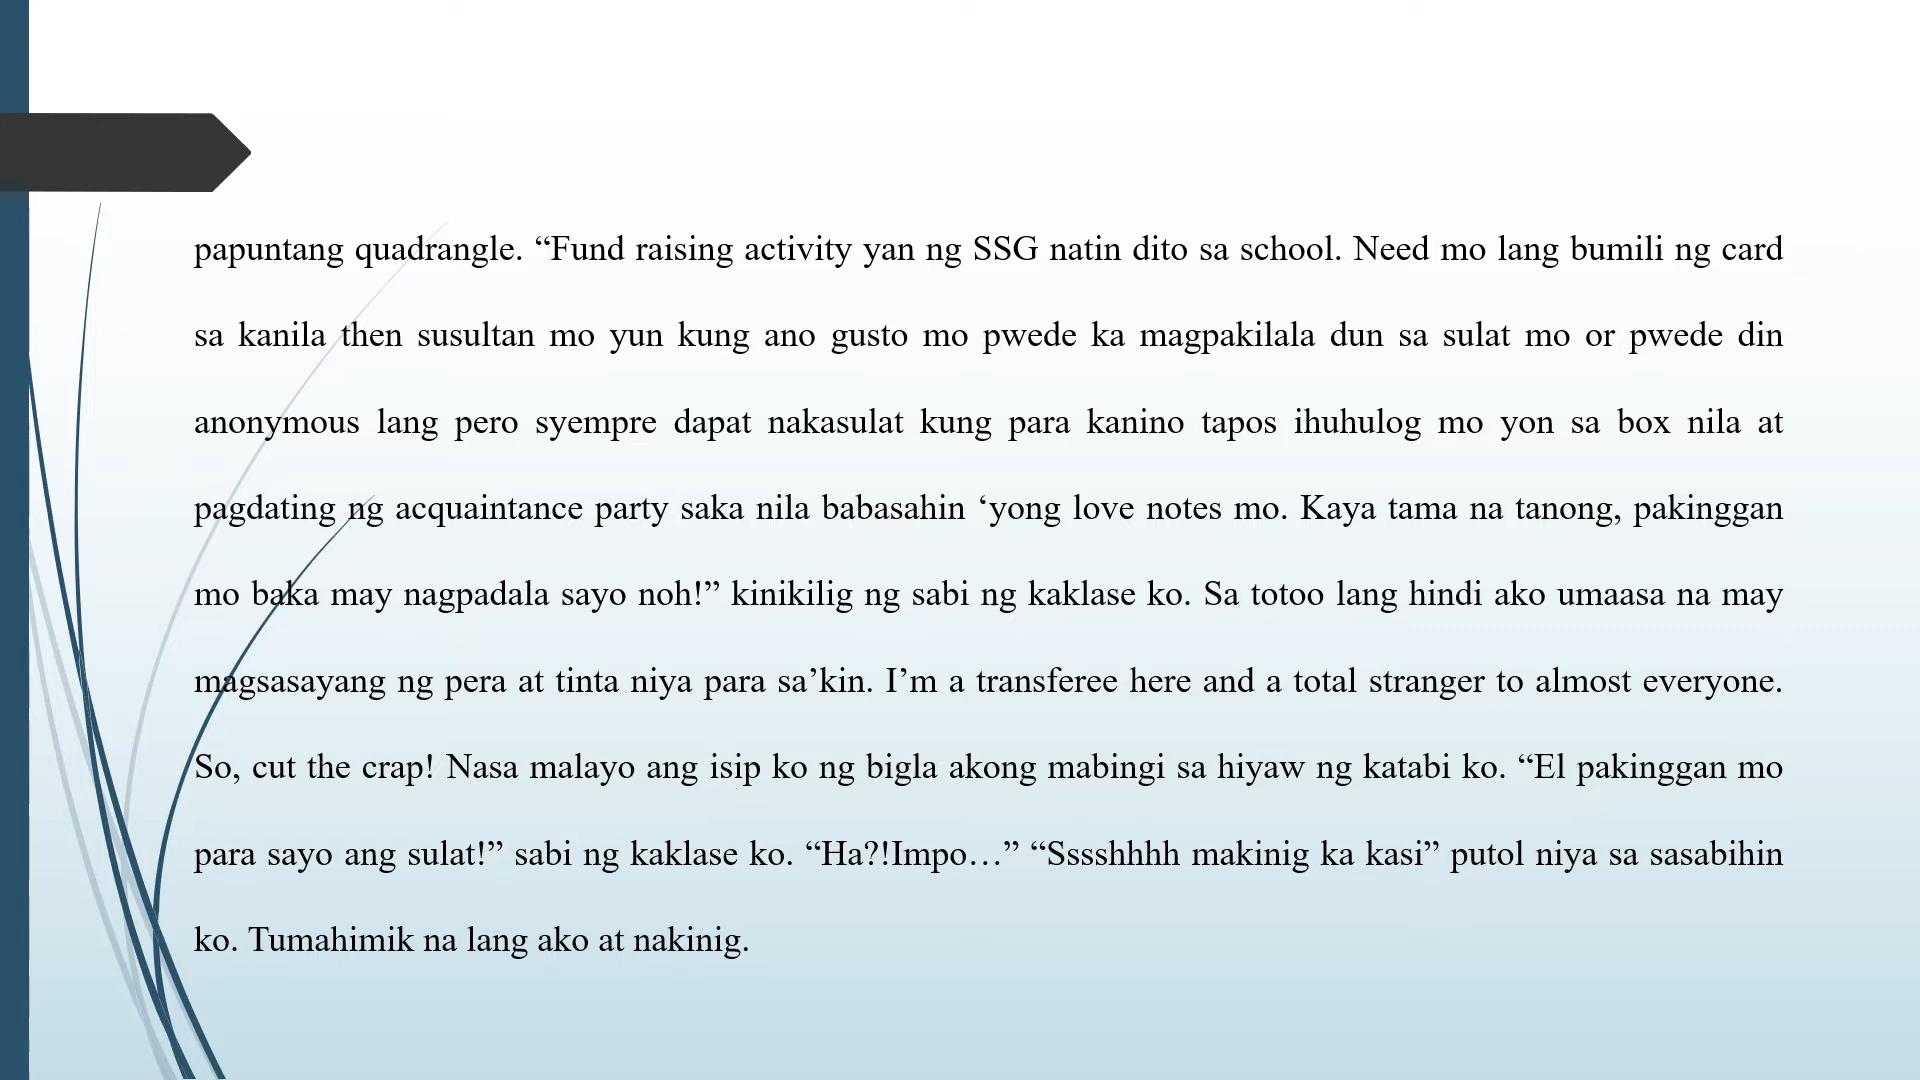 papuntang quadrangle. “Fund raising activity yan ng SSG natin dito sa school. Need mo lang bumili ng card
sa kanila then susultan mo yun kung ano gusto mo pwede ka magpakilala dun sa sulat mo or pwede din
anonymous lang pero syempre dapat nakasulat kung para kanino tapos ihuhulog mo yon sa box nila at
pagdating ng acquaintance party saka nila babasahin ‘yong love notes mo. Kaya tama na tanong, pakinggan
mo baka may nagpadala sayo noh!” kinikilig ng sabi ng kaklase ko. Sa totoo lang hindi ako umaasa na may
magsasayang ng pera at tinta niya para sa’kin. I’m a transferee here and a total stranger to almost everyone.
So, cut the crap! Nasa malayo ang isip ko ng bigla akong mabingi sa hiyaw ng katabi ko. “El pakinggan mo
para sayo ang sulat!” sabi ng kaklase ko. “Ha?!Impo…” “Sssshhhh makinig ka kasi” putol niya sa sasabihin
ko. Tumahimik na lang ako at nakinig.